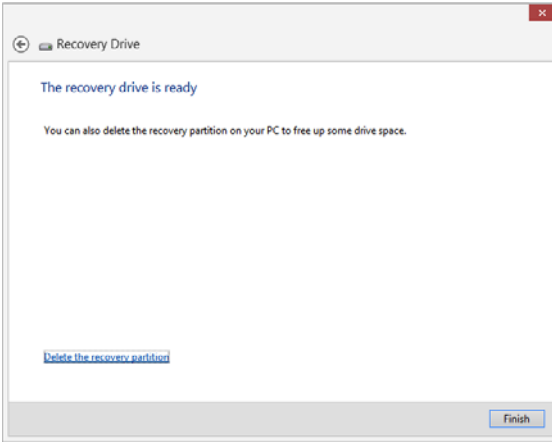 Recovery Drive
The recovery drive is ready
You can also delete the recovery partition on your PC to free up some drive space.
Delete the recovery partition
Finish